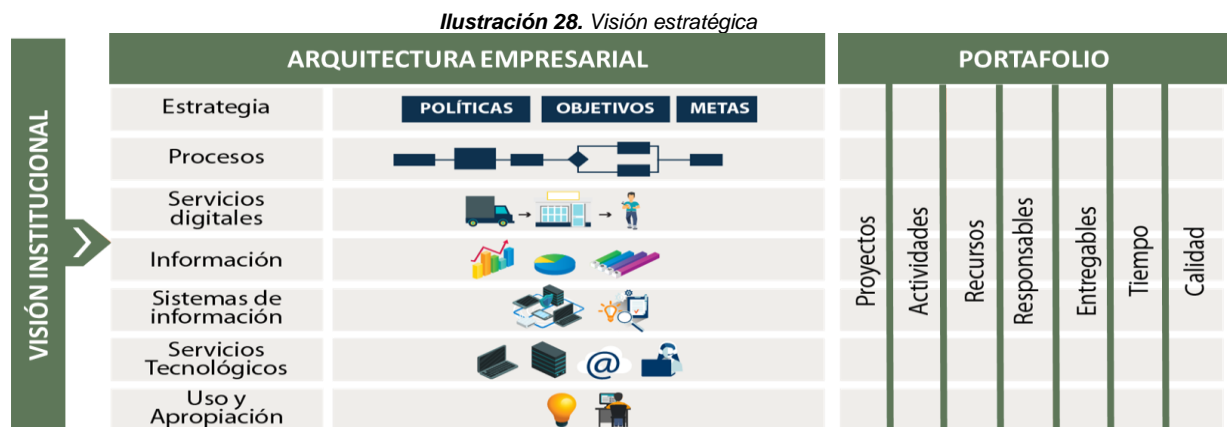 Ilustración 28. Visión estratégica
VISIÓN INSTITUCIONAL
ARQUITECTURA EMPRESARIAL
PORTAFOLIO
Estrategia
POLÍTICAS
OBJETIVOS
METAS
Procesos
Servicios
digitales
Información
Sistemas de
información
Servicios
Tecnológicos
@
Uso y
Apropiación
Proyectos
Actividades
Recursos
Responsables
Entregables
Tiempo
Calidad